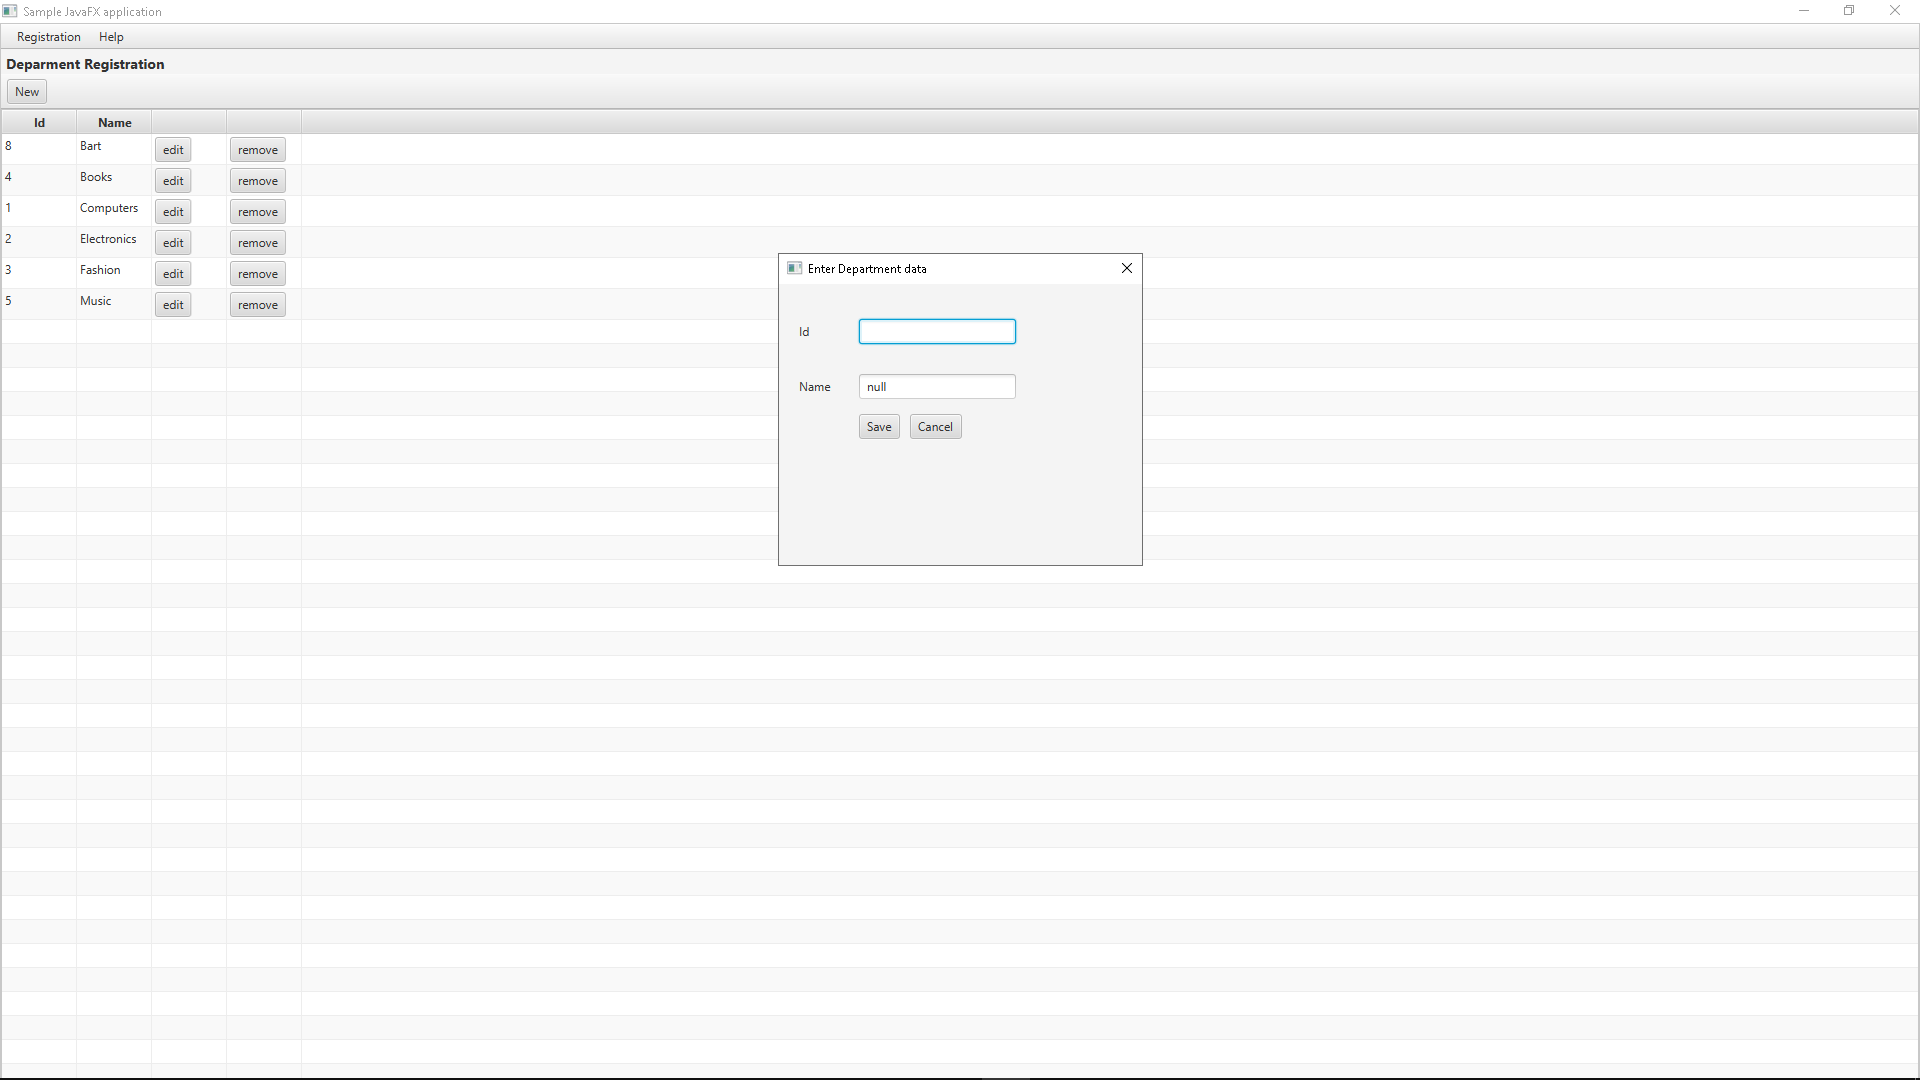 Sample JavaFX application
Registration Help
Deparment Registration
New
Id Name
8 Bart edit remove
4 Books edit remove
1 Computers edit remove
2 Electronics edit remove
3 Fashion edit remove
5 Music edit remove
Enter Department data
Id
Name null
Save Cancel